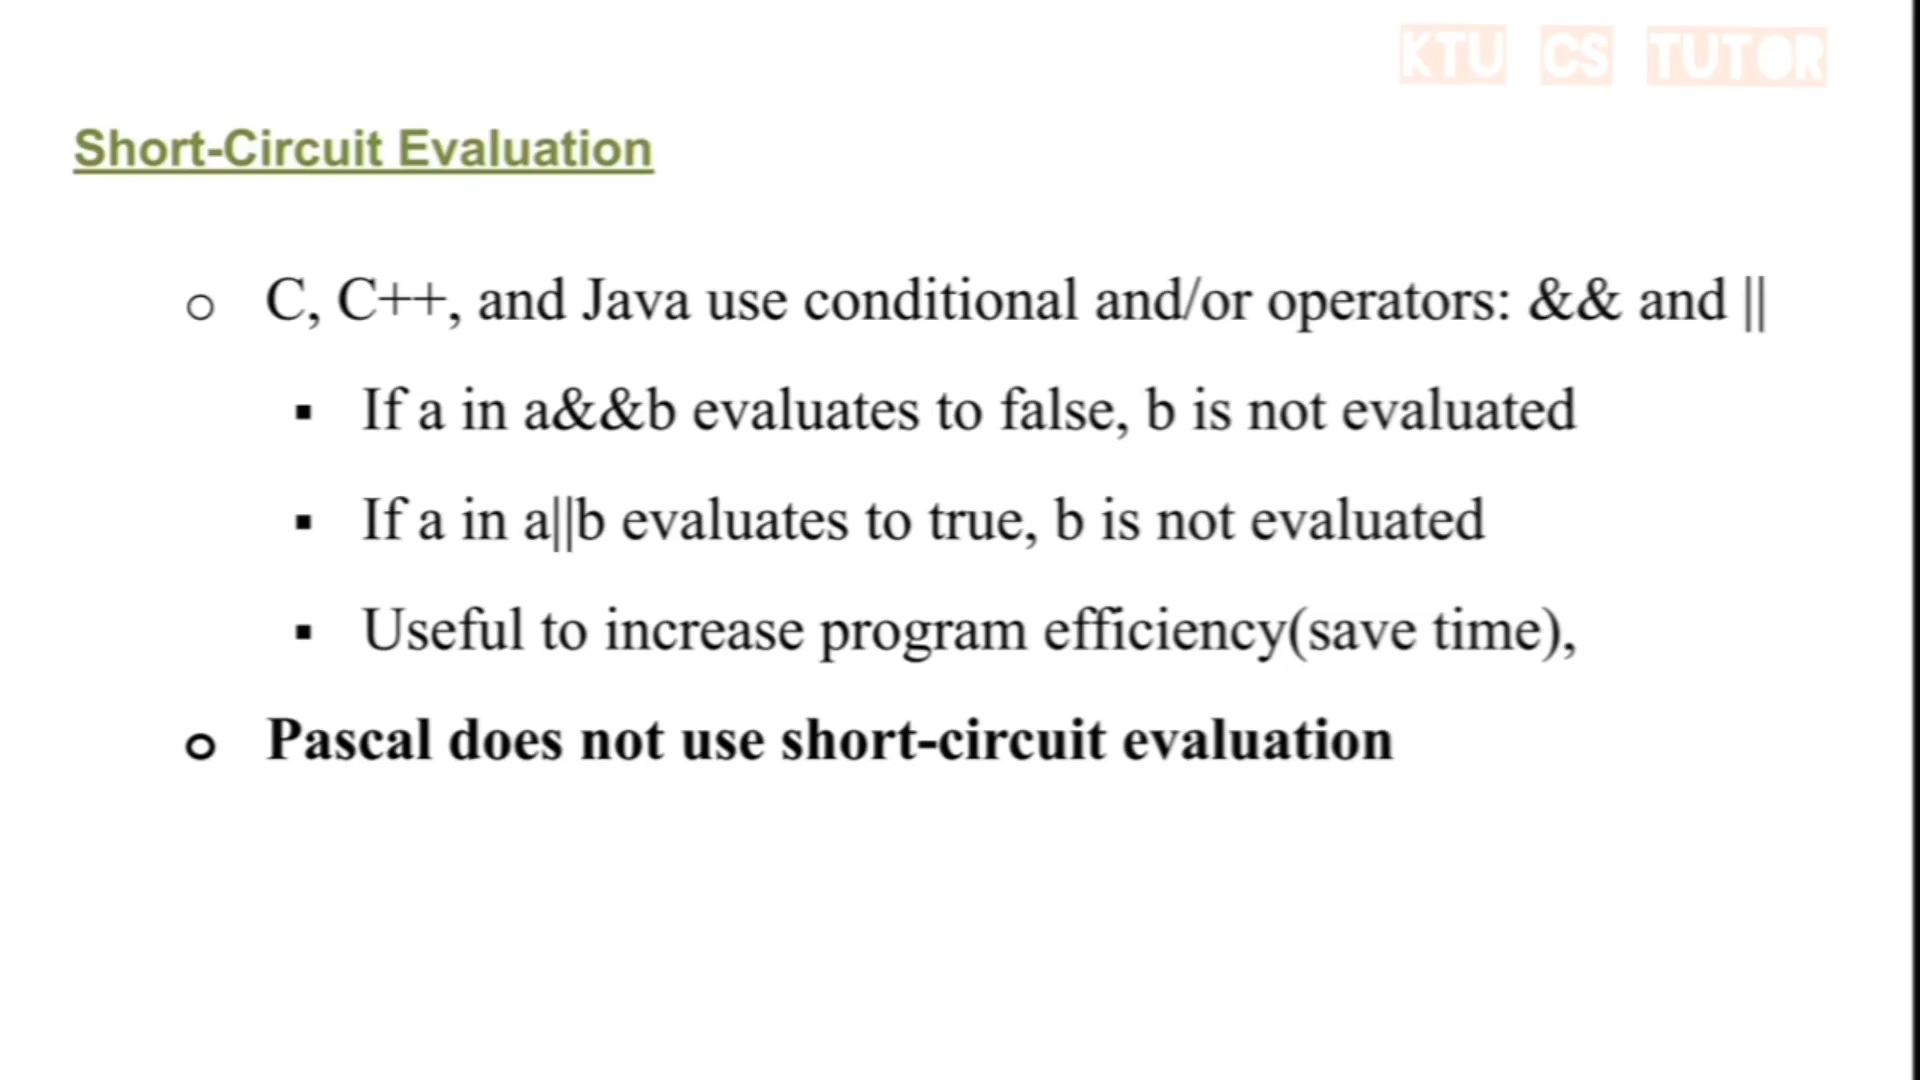 KTU CS TUTOR
Short-Circuit Evaluation
o C, C++, and Java use conditional and/or operators: && and ||
▪ If a in a&&b evaluates to false, b is not evaluated
▪ If a in a||b evaluates to true, b is not evaluated
▪ Useful to increase program efficiency(save time),
o Pascal does not use short-circuit evaluation